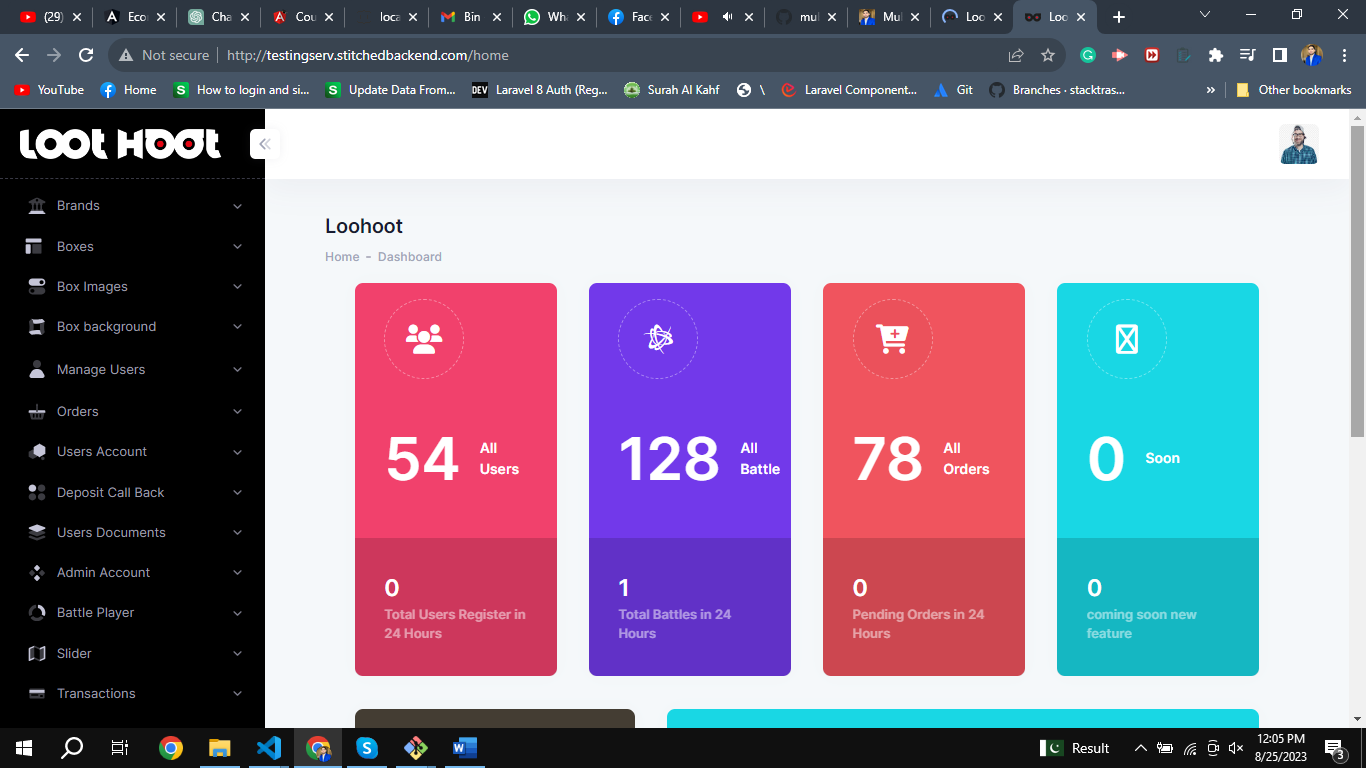 (29)
Eco
Cha
Cou
loca
Bin
Wha
Face
mul
Mul
Loo
Loo
Not secure
http://testingserv.stitchedbackend.com/home
YouTube
Home
How to login and si...
Update Data From...
DEV
Laravel 8 Auth (Reg...
Surah Al Kahf
\
Laravel Component...
Git
Branches · stacktras...
»
Other bookmarks
LOOT HOOT
Brands
Boxes
Box Images
Box background
Manage Users
Orders
Users Account
Deposit Call Back
Users Documents
Admin Account
Battle Player
Slider
Transactions
Loohoot
Home - Dashboard
54 All
Users
0
Total Users Register in
24 Hours
128 All
Battle
1
Total Battles in 24
Hours
78 All
Orders
0
Pending Orders in 24
Hours
0 Soon
0
coming soon new
feature
Result
12:05 PM
8/25/2023
3